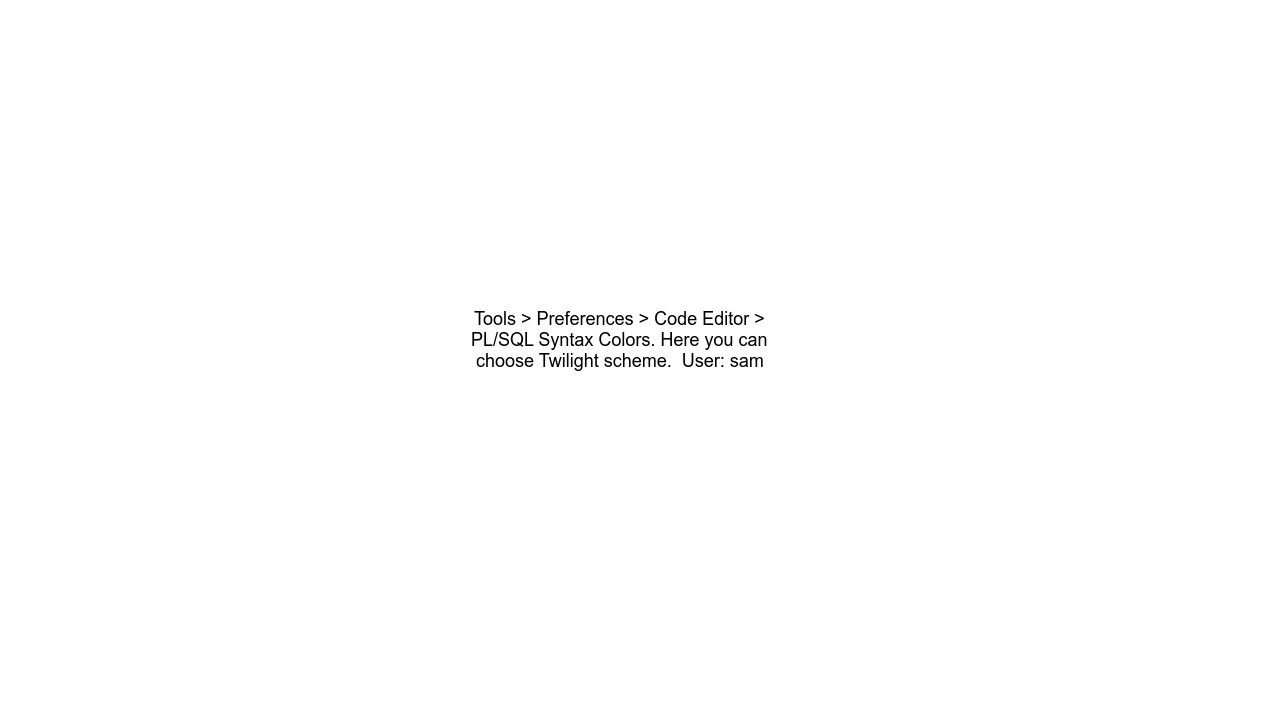 Tools > Preferences > Code Editor >
PL/SQL Syntax Colors. Here you can
choose Twilight scheme.  User: sam